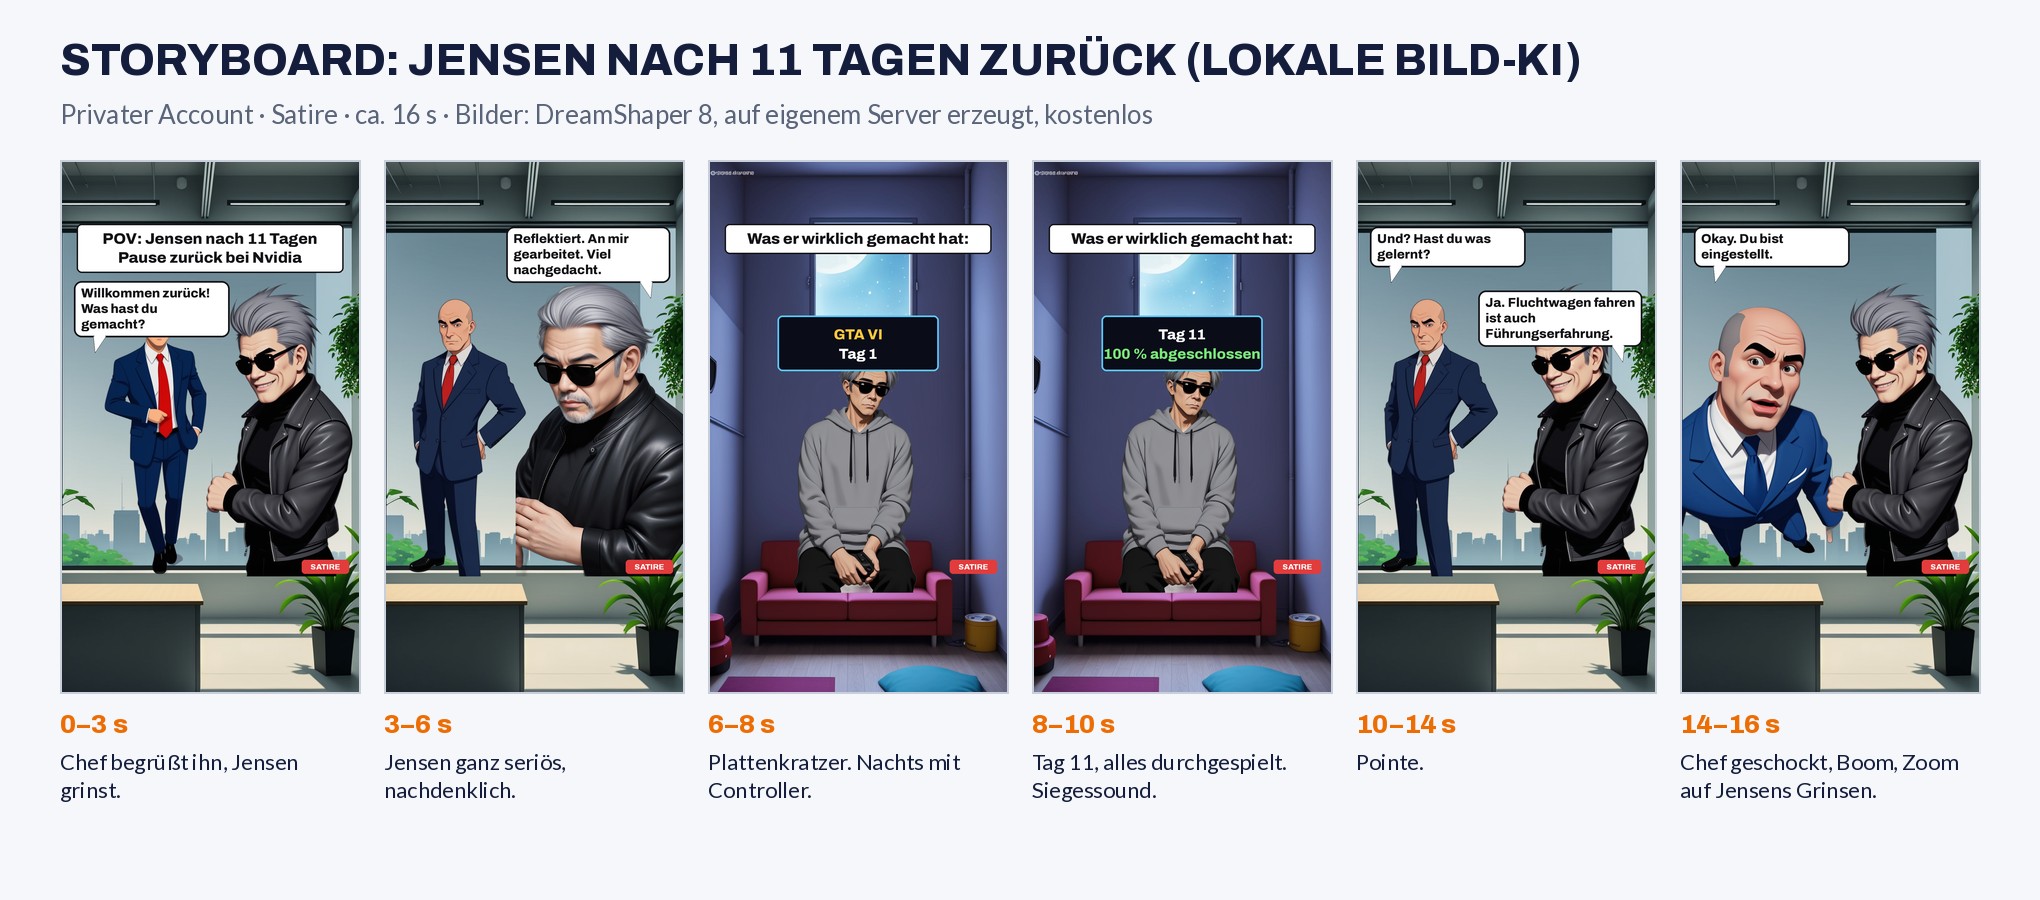 STORYBOARD: JENSEN NACH 11 TAGEN ZURÜCK (LOKALE BILD-KI)
Privater Account · Satire · ca. 16 s · Bilder: DreamShaper 8, auf eigenem Server erzeugt, kostenlos
POV: Jensen nach 11 Tagen
Pause zurück bei Nvidia
Willkommen zurück!
Was hast du
gemacht?
SATIRE
Reflektiert. An mir
gearbeitet. Viel
nachgedacht.
SATIRE
Was er wirklich gemacht hat:
GTA VI
Tag 1
SATIRE
Was er wirklich gemacht hat:
Tag 11
100 % abgeschlossen
SATIRE
Und? Hast du was
gelernt?
Ja. Fluchtwagen fahren
ist auch
Führungserfahrung.
SATIRE
Okay. Du bist
eingestellt.
SATIRE
0–3 s
Chef begrüßt ihn, Jensen
grinst.
3–6 s
Jensen ganz seriös,
nachdenklich.
6–8 s
Plattenkratzer. Nachts mit
Controller.
8–10 s
Tag 11, alles durchgespielt.
Siegessound.
10–14 s
Pointe.
14–16 s
Chef geschockt, Boom, Zoom
auf Jensens Grinsen.